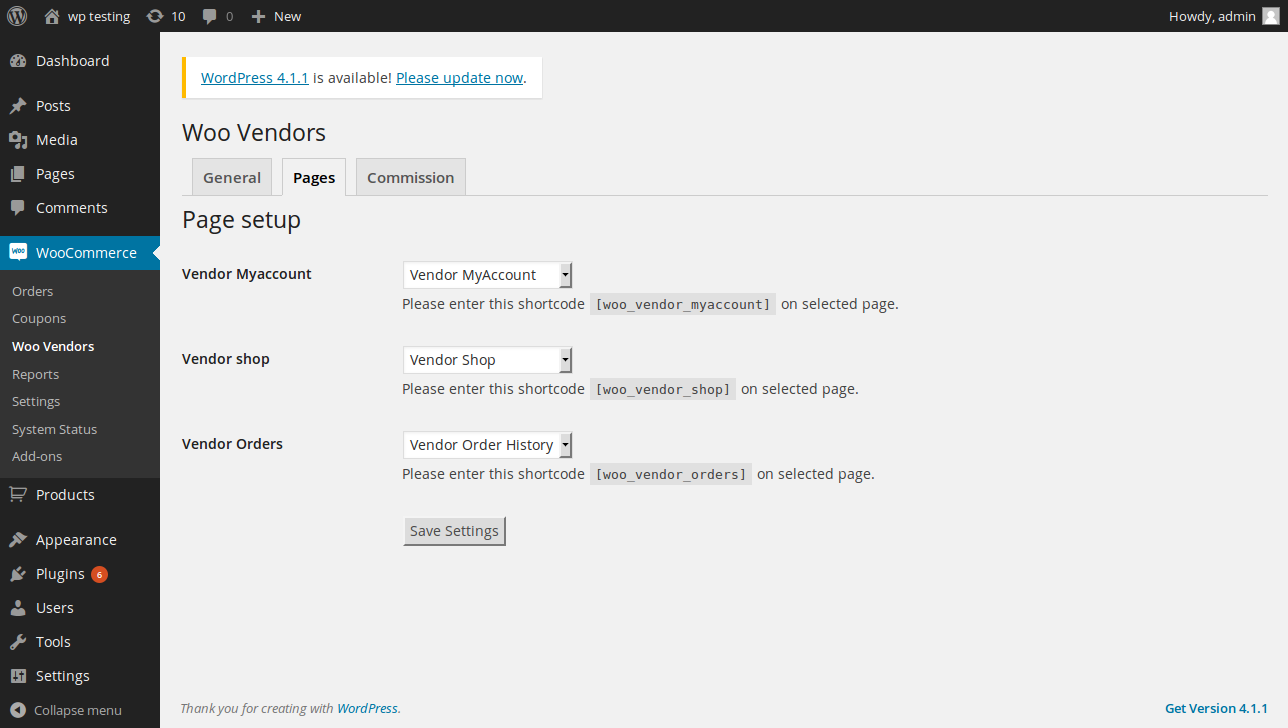 wp testing 10 0 New Howdy, admin
Dashboard
Posts
Media
Pages
Comments
WooCommerce
Orders
Coupons
Woo Vendors
Reports
Settings
System Status
Add-ons
Products
Appearance
Plugins 6
Users
Tools
Settings
Collapse menu
WordPress 4.1.1 is available! Please update now.
Woo Vendors
General Pages Commission
Page setup
Vendor Myaccount Vendor MyAccount
Please enter this shortcode [woo_vendor_myaccount] on selected page.
Vendor shop Vendor Shop
Please enter this shortcode [woo_vendor_shop] on selected page.
Vendor Orders Vendor Order History
Please enter this shortcode [woo_vendor_orders] on selected page.
Save Settings
Thank you for creating with WordPress. Get Version 4.1.1